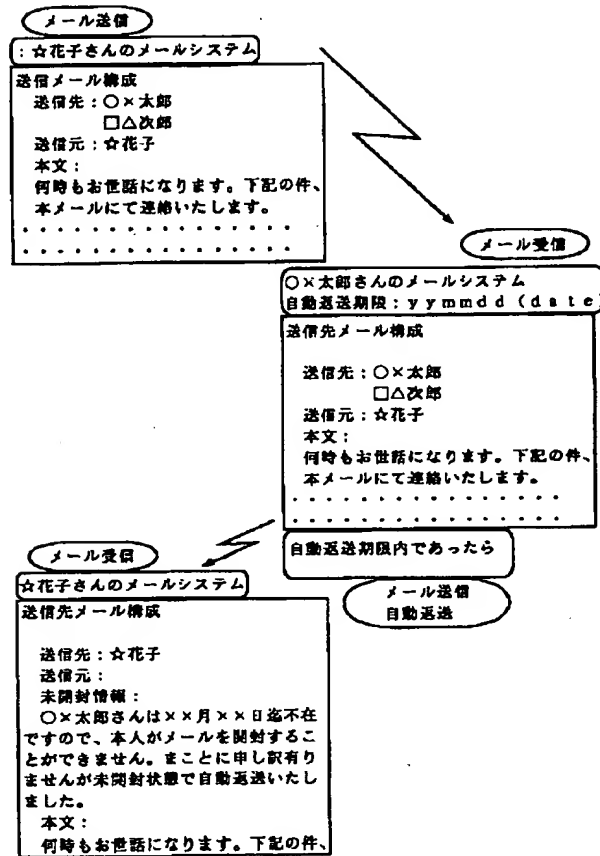 メール送信
:☆花子さんのメールシステム
送信メール構成
送信先:○×太郎
□△次郎
送信元:☆花子
本文:
何時もお世話になります。下記の件、
本メールにて連絡いたします。
・・・・・・・・・・・・・・・・
・・・・・・・・・・・・・・・・
メール受信
○×太郎さんのメールシステム
自動返送期限:yymmdd(date
送信先メール構成
送信先:○×太郎
□△次郎
送信元:☆花子
本文:
何時もお世話になります。下記の件、
本メールにて連絡いたします。
・・・・・・・・・・・・・・・・
・・・・・・・・・・・・・・・・
自動返送期限内であったら
メール送信
自動返送
メール受信
☆花子さんのメールシステム
送信先メール構成
送信先:☆花子
送信元:
未開封情報:
○×太郎さんは××月××日迄不在
ですので、本人がメールを開封するこ
とができません。まことに申し訳有り
ませんが未開封状態で自動返送いたし
ました。
本文:
何時もお世話になります。下記の件、